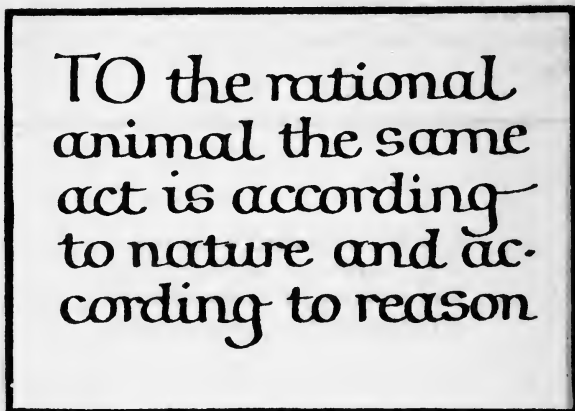 TO the rational
animal the same
act is according
to nature and ac-
cording to reason